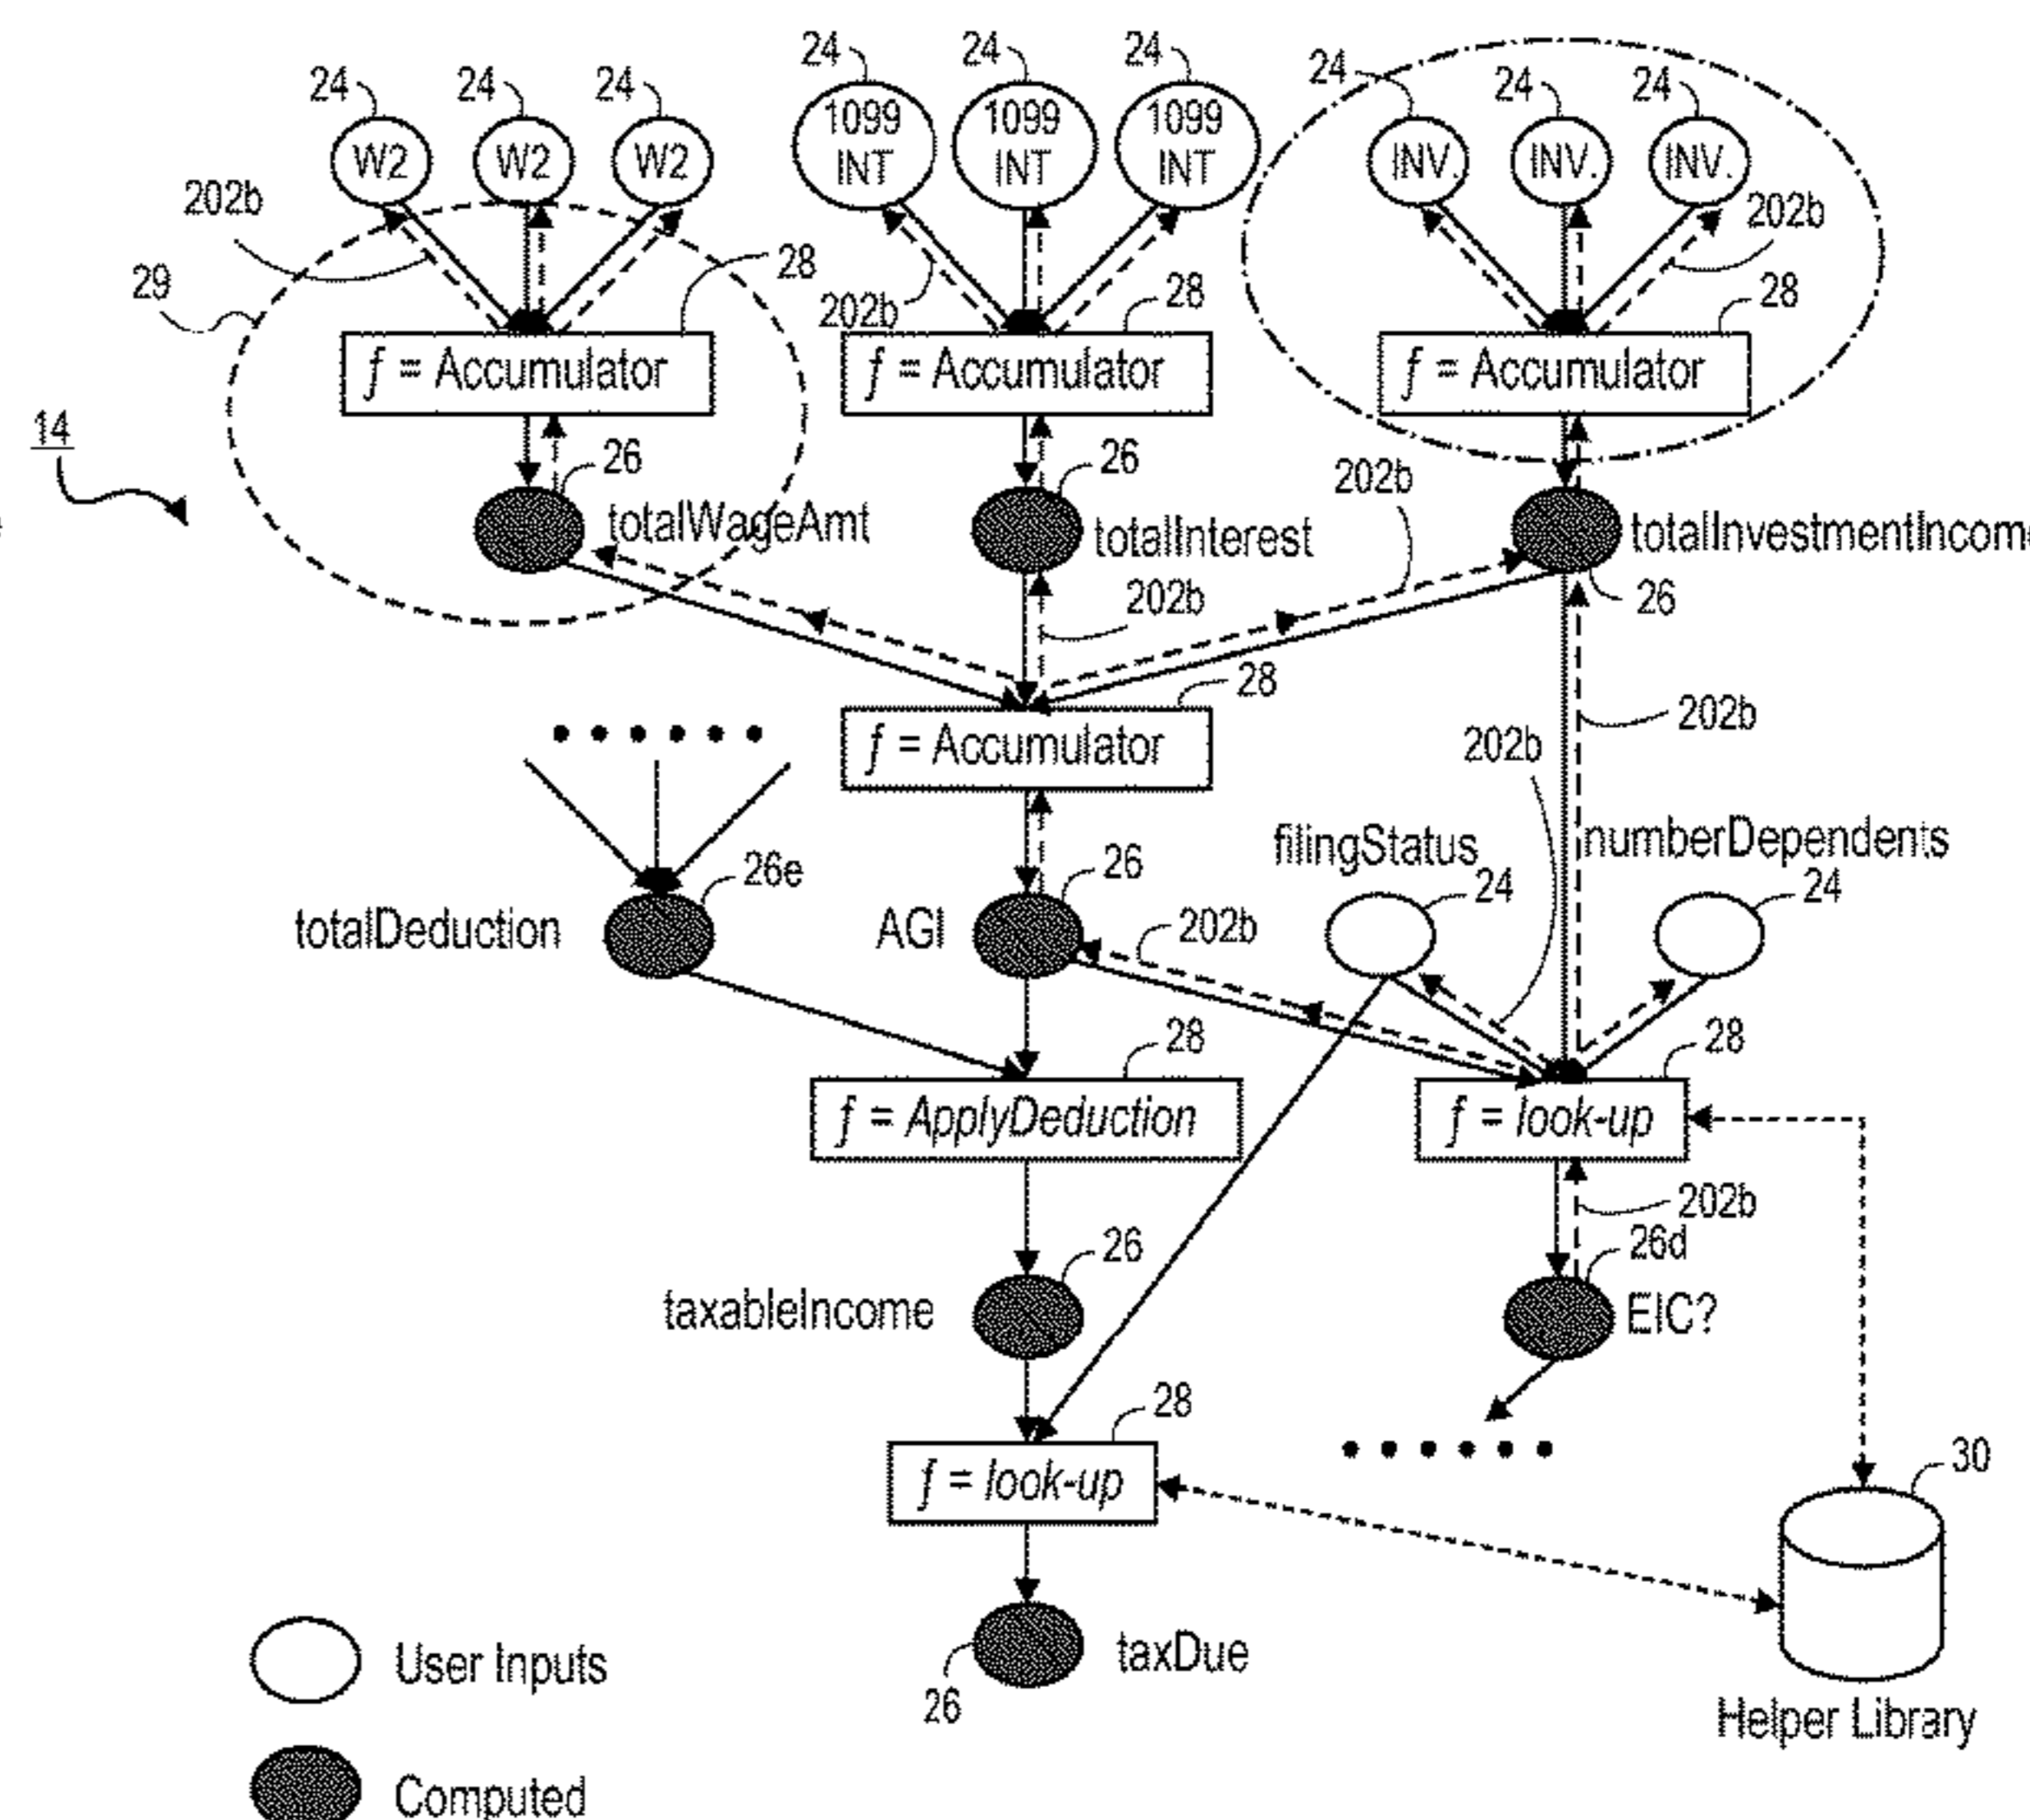 24 24 24
24 24 24
24 24 24
1099 INT 1099 INT 1099 INT
W2 W2 W2
INV. INV. INV.
202b
202b
29
28
202b
28
28
ƒ = Accumulator
ƒ = Accumulator
ƒ = Accumulator
14
26
26
202b
totalWageAmt
totalInterest
totalInvestmentIncom
202b
26
28
202b
ƒ = Accumulator
202b
filingStatus
numberDependents
26e
26
24
24
totalDeduction
AGI
202b
28
28
ƒ = ApplyDeduction
ƒ = look-up
202b
26
26d
taxableIncome
EIC?
28
30
ƒ = look-up
User Inputs
taxDue
26
Helper Library
Computed